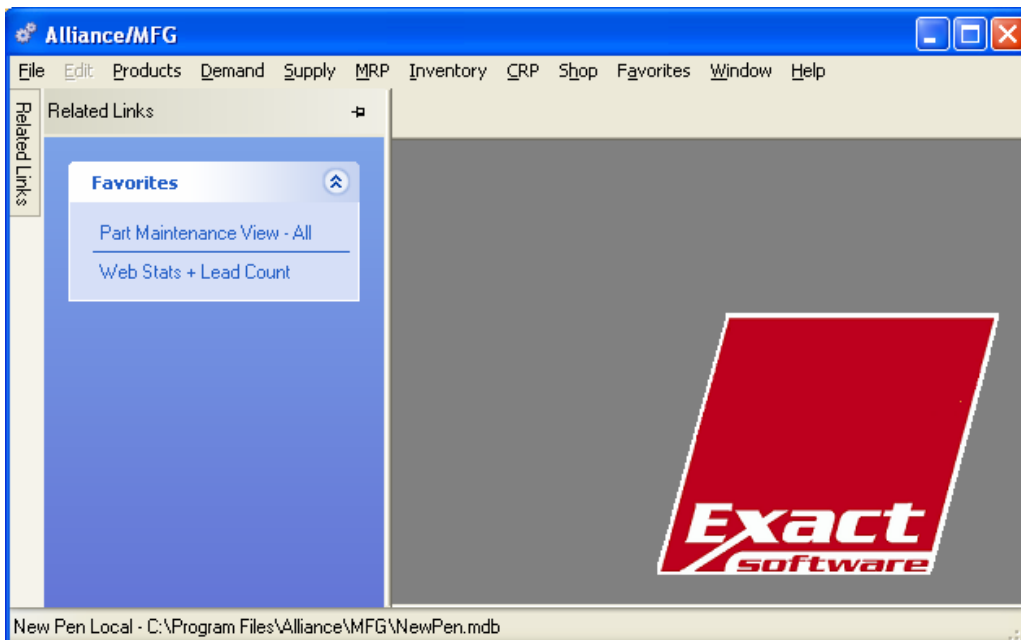 Alliance/MFG
File Edit Products Demand Supply MRP Inventory CRP Shop Favorites Window Help
Related Links
Related Links
Favorites
Part Maintenance View - All
Web Stats + Lead Count
Exact
software
New Pen Local - C:\Program Files\Alliance\MFG\NewPen.mdb